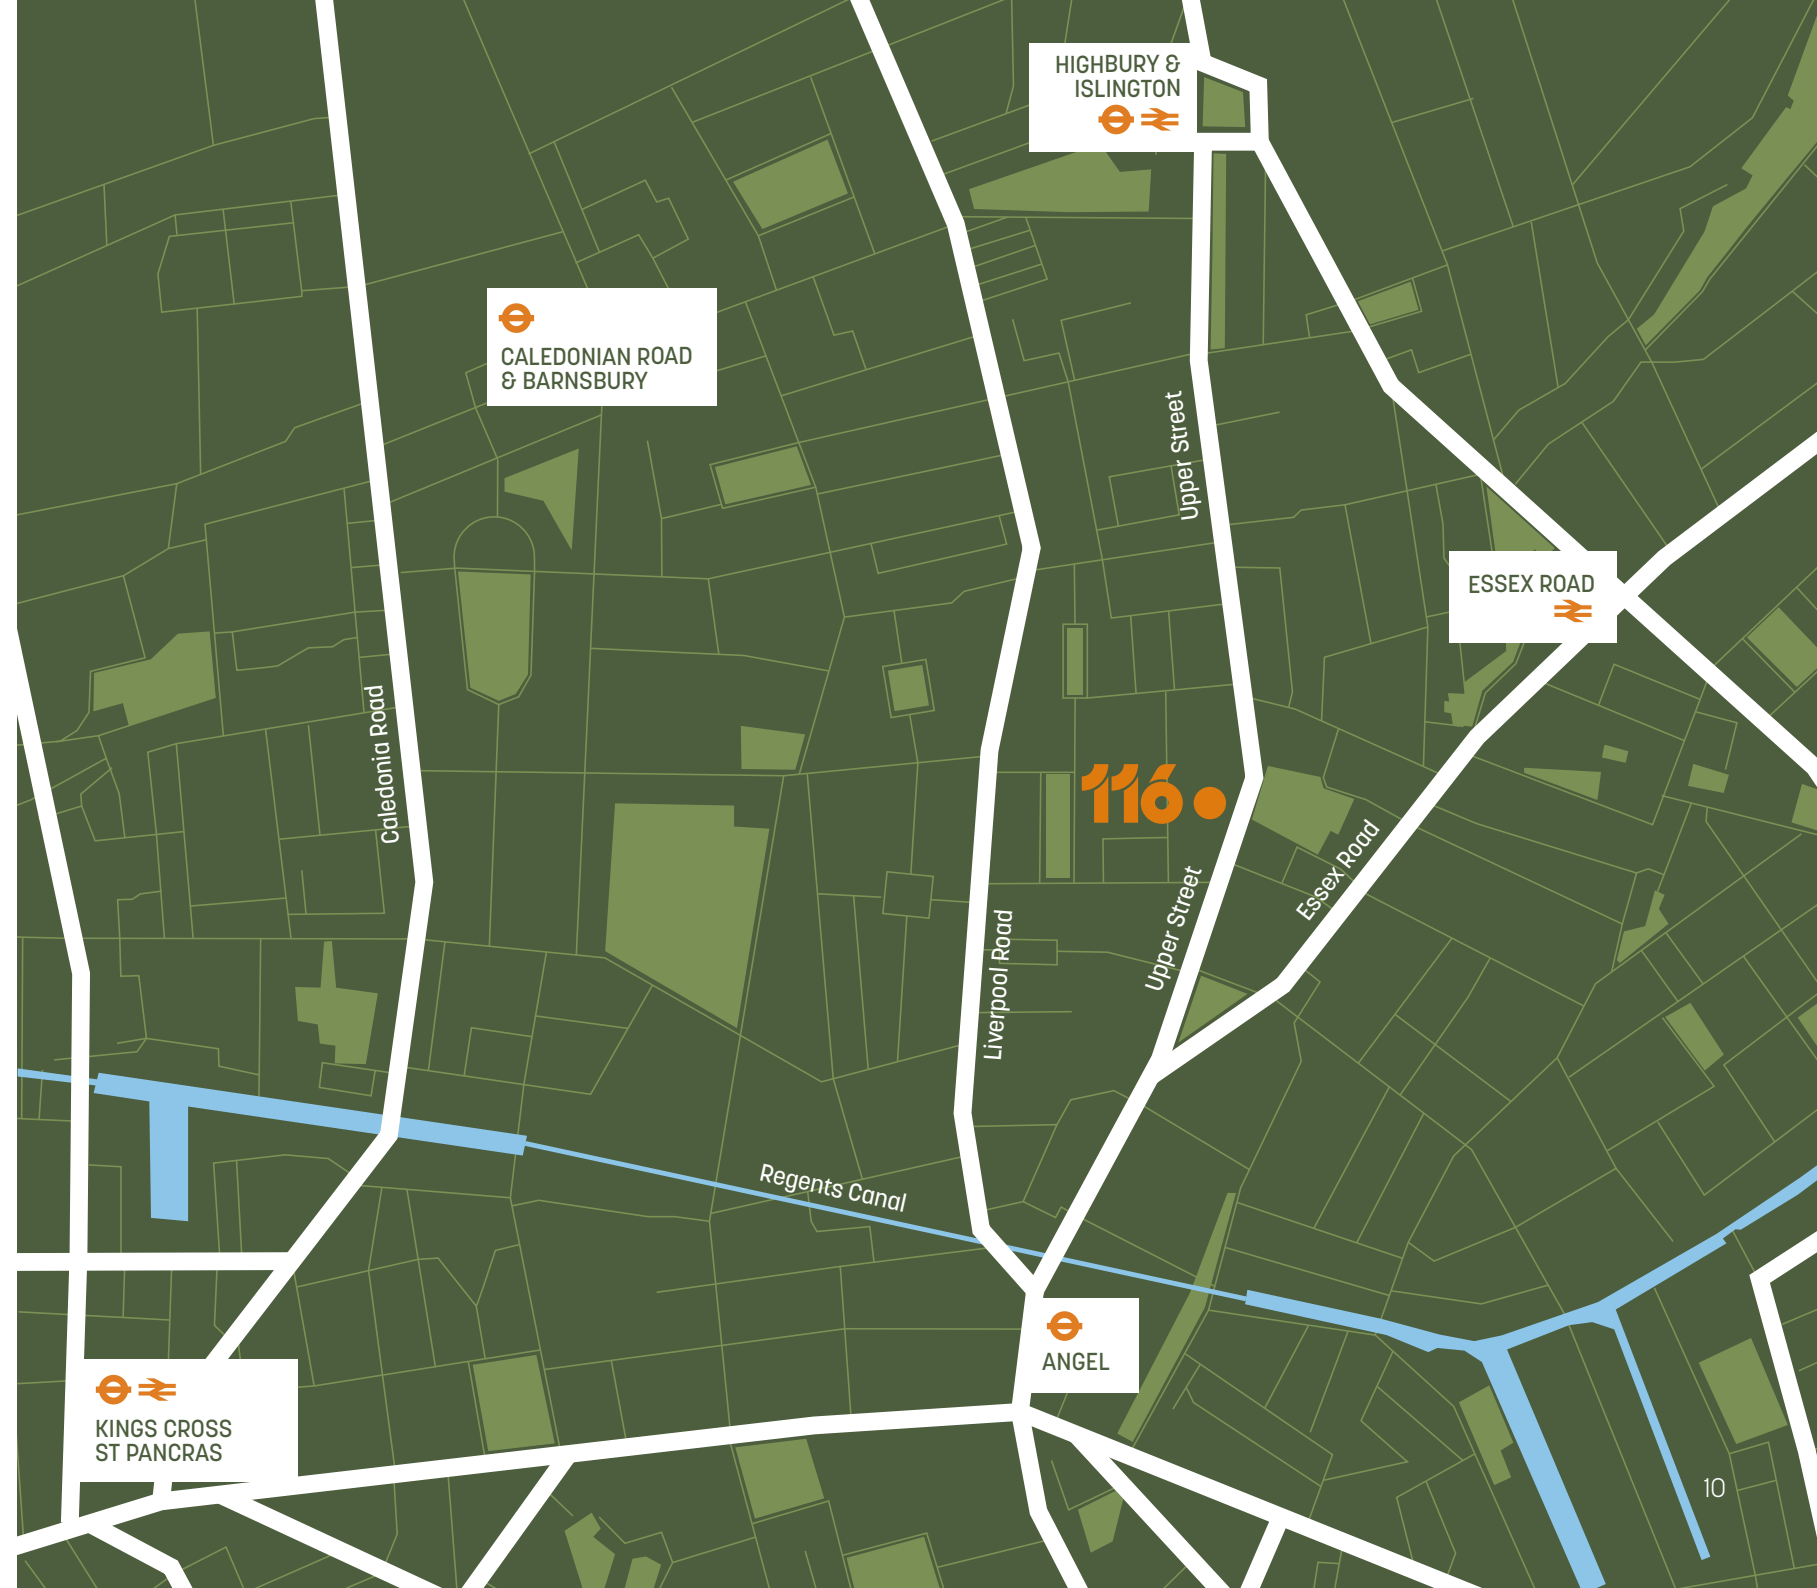 HIGHBURY &
ISLINGTON
CALEDONIAN ROAD
& BARNSBURY
Upper Street
ESSEX ROAD
Caledonia Road
116
Essex Road
Upper Street
Liverpool Road
Regents Canal
ANGEL
KINGS CROSS
ST PANCRAS
10